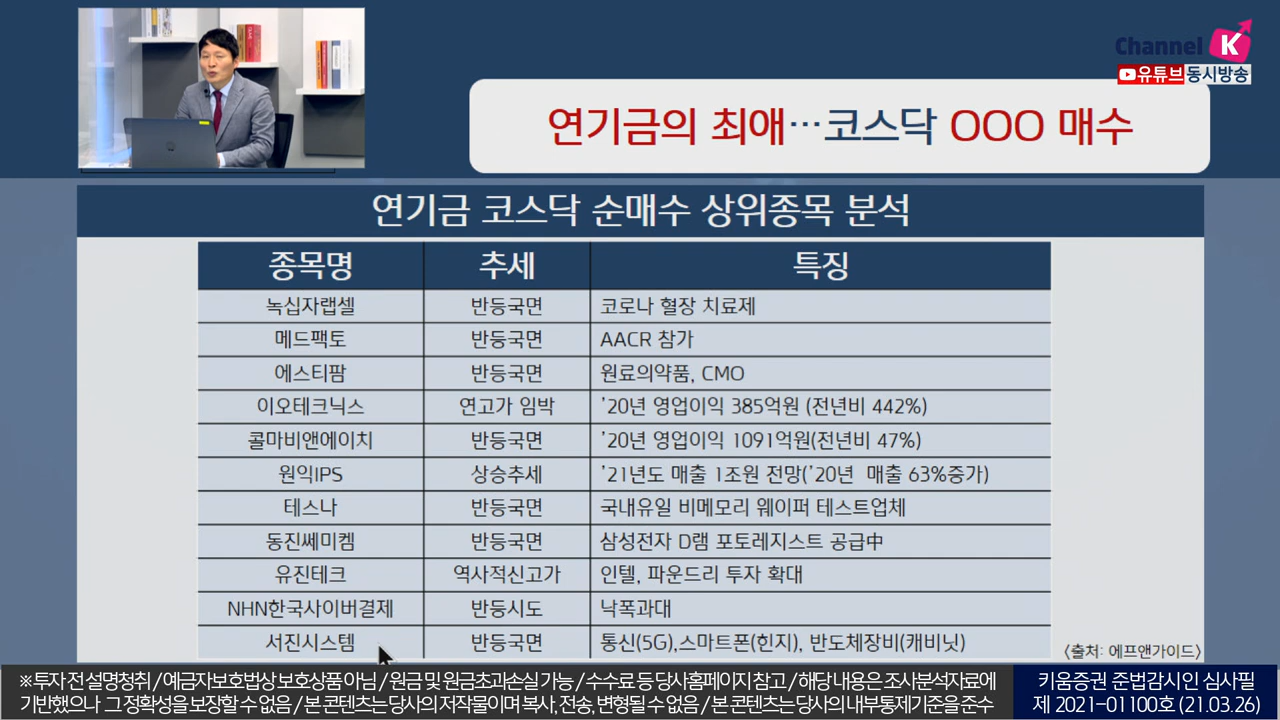 Channel K
유튜브동시방송
연기금의 최애…코스닥 OOO 매수
연기금 코스닥 순매수 상위종목 분석
종목명 추세 특징
녹십자랩셀 반등국면 코로나 혈장 치료제
메드팩토 반등국면 AACR 참가
에스티팜 반등국면 원료의약품, CMO
이오테크닉스 연고가 임박 ’20년 영업이익 385억원 (전년비 442%)
콜마비앤에이치 반등국면 ’20년 영업이익 1091억원(전년비 47%)
원익IPS 상승추세 ’21년도 매출 1조원 전망(’20년 매출 63%증가)
테스나 반등국면 국내유일 비메모리 웨이퍼 테스트업체
동진쎄미켐 반등국면 삼성전자 D램 포토레지스트 공급中
유진테크 역사적신고가 인텔, 파운드리 투자 확대
NHN한국사이버결제 반등시도 낙폭과대
서진시스템 반등국면 통신(5G),스마트폰(힌지), 반도체장비(캐비닛)
<출처: 에프앤가이드>
※ 투자 전 설명청취 / 예금자보호법상 보호상품 아님 / 원금 및 원금초과손실 가능 / 수수료 등 당사홈페이지 참고 / 해당 내용은 조사분석자료에
기반했으나 그 정확성을 보장할 수 없음 / 본 콘텐츠는 당사의 저작물이며 복사, 전송, 변형될 수 없음 / 본 콘텐츠는 당사의 내부통제기준을 준수
키움증권 준법감시인 심사필
제 2021-01100호 (21.03.26)